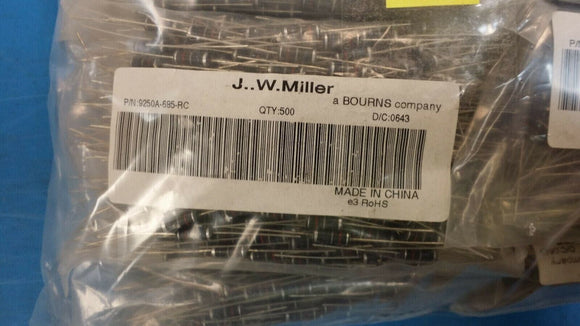 J..W.Miller
a BOURNS company
P/N:9250A-685-RC
QTY:500
D/C:0643
MADE IN CHINA
e3 RoHS
P/N